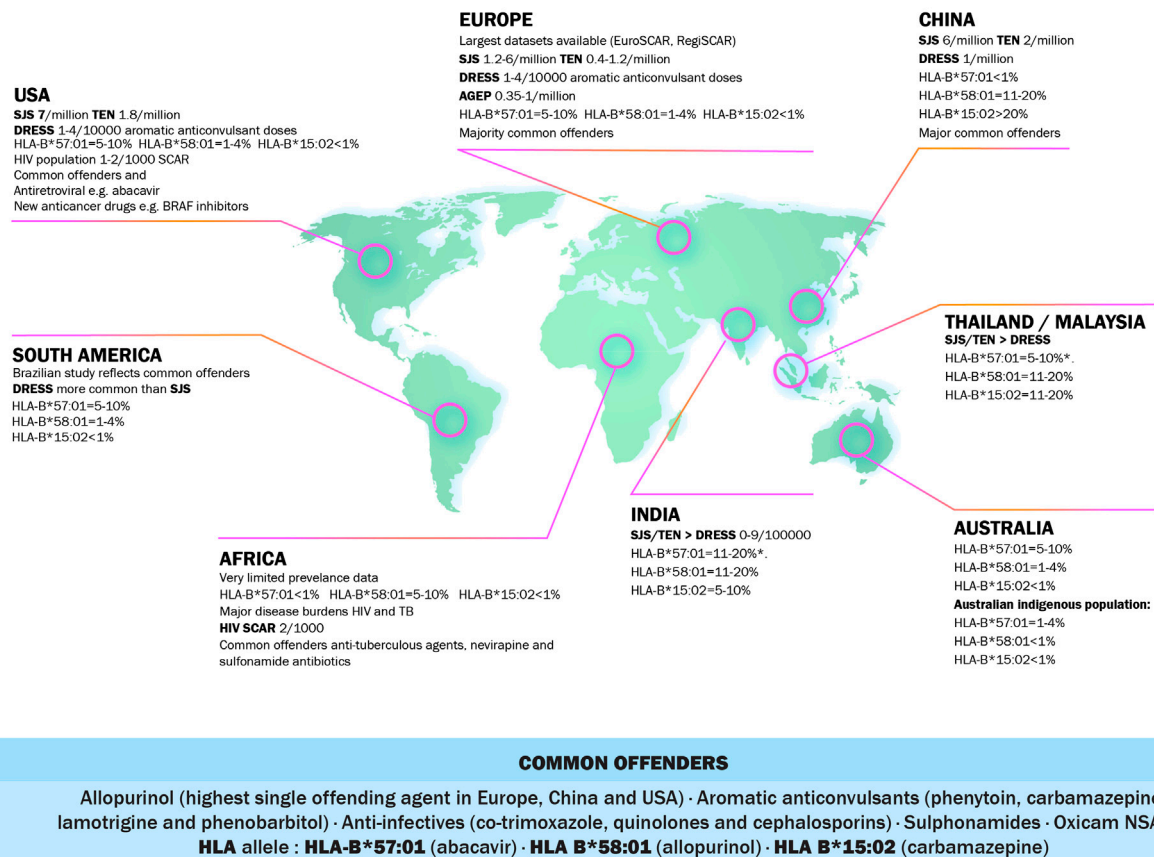 EUROPE
Largest datasets available (EuroSCAR, RegiSCAR)
SJS 1.2-6/million TEN 0.4-1.2/million
DRESS 1-4/10000 aromatic anticonvulsant doses
AGEP 0.35-1/million
HLA-B*57:01=5-10% HLA-B*58:01=1-4% HLA-B*15:02<1%
Majority common offenders
CHINA
SJS 6/million TEN 2/million
DRESS 1/million
HLA-B*57:01<1%
HLA-B*58:01=11-20%
HLA-B*15:02>20%
Major common offenders
USA
SJS 7/million TEN 1.8/million
DRESS 1-4/10000 aromatic anticonvulsant doses
HLA-B*57:01=5-10% HLA-B*58:01=1-4% HLA-B*15:02<1%
HIV population 1-2/1000 SCAR
Common offenders and
Antiretroviral e.g. abacavir
New anticancer drugs e.g. BRAF inhibitors
THAILAND / MALAYSIA
SJS/TEN > DRESS
HLA-B*57:01=5-10%*.
HLA-B*58:01=11-20%
HLA-B*15:02=11-20%
SOUTH AMERICA
Brazilian study reflects common offenders
DRESS more common than SJS
HLA-B*57:01=5-10%
HLA-B*58:01=1-4%
HLA-B*15:02<1%
INDIA
SJS/TEN > DRESS 0-9/100000
HLA-B*57:01=11-20%*.
HLA-B*58:01=11-20%
HLA-B*15:02=5-10%
AUSTRALIA
HLA-B*57:01=5-10%
HLA-B*58:01=1-4%
HLA-B*15:02<1%
Australian indigenous population:
HLA-B*57:01=1-4%
HLA-B*58:01<1%
HLA-B*15:02<1%
AFRICA
Very limited prevelance data
HLA-B*57:01<1% HLA-B*58:01=5-10% HLA-B*15:02<1%
Major disease burdens HIV and TB
HIV SCAR 2/1000
Common offenders anti-tuberculous agents, nevirapine and
sulfonamide antibiotics
COMMON OFFENDERS
Allopurinol (highest single offending agent in Europe, China and USA) · Aromatic anticonvulsants (phenytoin, carbamazepine
lamotrigine and phenobarbitol) · Anti-infectives (co-trimoxazole, quinolones and cephalosporins) · Sulphonamides · Oxicam
HLA allele : HLA-B*57:01 (abacavir) · HLA B*58:01 (allopurinol) · HLA B*15:02 (carbamazepine)